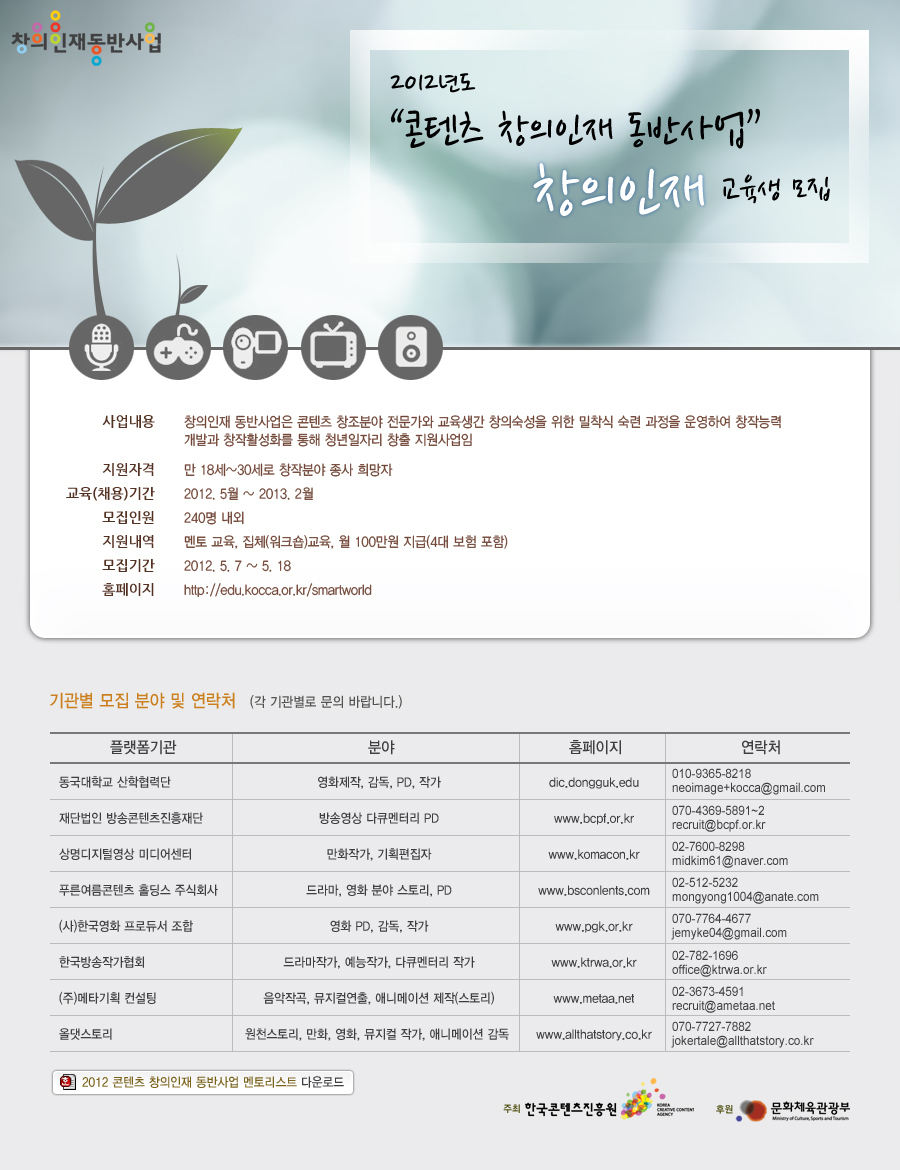 창의인재동반사업
2012년도
“콘텐츠 창의인재 동반사업”
창의인재 교육생 모집
사업내용 창의인재 동반사업은 콘텐츠 창조분야 전문가와 교육생간 창의숙성을 위한 밀착식 숙련 과정을 운영하여 창작능력
개발과 창작활성화를 통해 청년일자리 창출 지원사업임
지원자격 만 18세~30세로 창작분야 종사 희망자
교육(채용)기간 2012. 5월 ~ 2013. 2월
모집인원 240명 내외
지원내역 멘토 교육, 집체(워크숍)교육, 월 100만원 지급(4대 보험 포함)
모집기간 2012. 5. 7 ~ 5. 18
홈페이지 http://edu.kocca.or.kr/smartworld
기관별 모집 분야 및 연락처 (각 기관별로 문의 바랍니다.)
플랫폼기관 분야 홈페이지 연락처
동국대학교 산학협력단 영화제작, 감독, PD, 작가 dic.dongguk.edu 010-9365-8218
neoimage+kocca@gmail.com
재단법인 방송콘텐츠진흥재단 방송영상 다큐멘터리 PD www.bcpf.or.kr 070-4369-5891~2
recruit@bcpf.or.kr
상명디지털영상 미디어센터 만화작가, 기획편집자 www.komacon.kr 02-7600-8298
midkim61@naver.com
푸른여름콘텐츠 홀딩스 주식회사 드라마, 영화 분야 스토리, PD www.bsconlents.com 02-512-5232
mongyong1004@anate.com
(사)한국영화 프로듀서 조합 영화 PD, 감독, 작가 www.pgk.or.kr 070-7764-4677
jemyke04@gmail.com
한국방송작가협회 드라마작가, 예능작가, 다큐멘터리 작가 www.ktrwa.or.kr 02-782-1696
office@ktrwa.or.kr
(주)메타기획 컨설팅 음악작곡, 뮤지컬연출, 애니메이션 제작(스토리) www.metaa.net 02-3673-4591
recruit@ametaa.net
올댓스토리 원천스토리, 만화, 영화, 뮤지컬 작가, 애니메이션 감독 www.allthatstory.co.kr 070-7727-7882
jokertale@allthatstory.co.kr
2012 콘텐츠 창의인재 동반사업 멘토리스트 다운로드
주최 한국콘텐츠진흥원 KOREA
CREATIVE CONTENT
AGENCY
후원 문화체육관광부
Ministry of Culture, Sports and Tourism